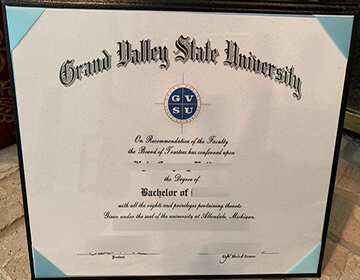 Grand Valley State University
G V
S U
On Recommendation of the Faculty
the Board of Trustees has conferred upon
the Degree of
Bachelor of
with all the rights and privileges pertaining thereto.
Given under the seal of the university at Allendale, Michigan.